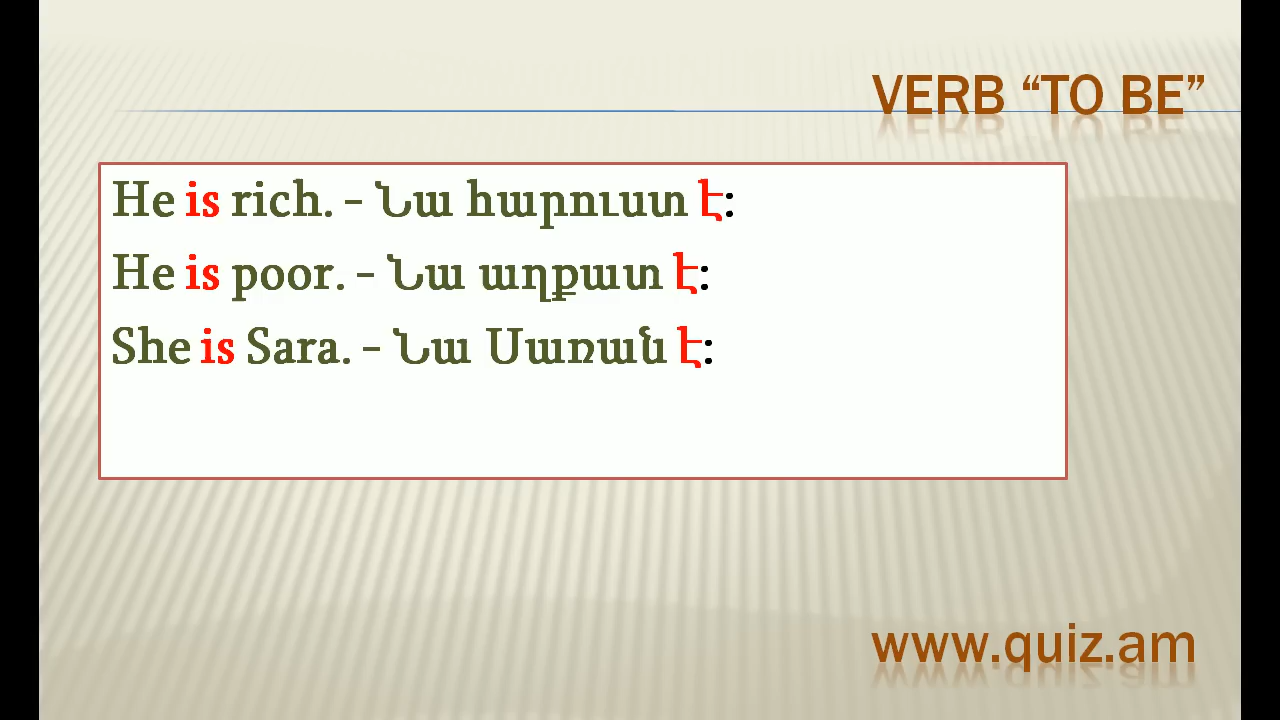 VERB “TO BE”
He is rich. – Նա հարուստ է:
He is poor. – Նա աղքատ է:
She is Sara. – Նա Սառան է:
www.quiz.am